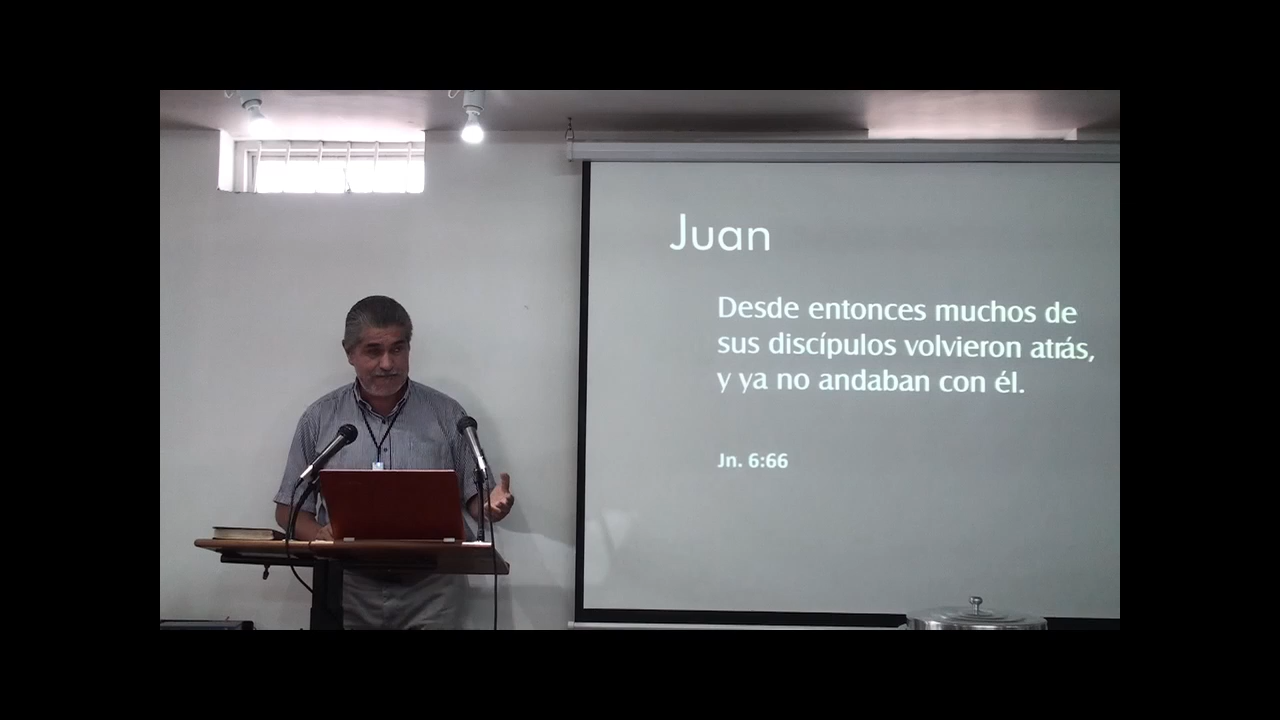 Juan
Desde entonces muchos de
sus discípulos volvieron atrás,
y ya no andaban con él.
Jn. 6:66